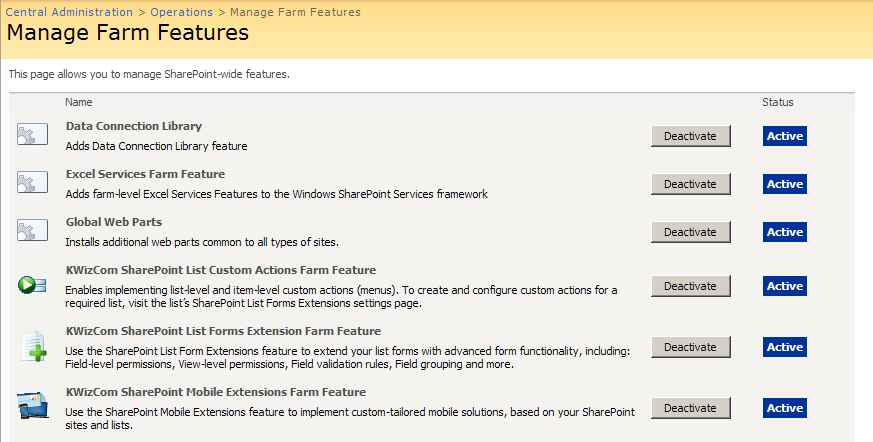 Central Administration > Operations > Manage Farm Features
Manage Farm Features
This page allows you to manage SharePoint-wide features.
Name Status
Data Connection Library
Adds Data Connection Library feature
Deactivate Active
Excel Services Farm Feature
Adds farm-level Excel Services Features to the Windows SharePoint Services framework
Deactivate Active
Global Web Parts
Installs additional web parts common to all types of sites.
Deactivate Active
KWizCom SharePoint List Custom Actions Farm Feature
Enables implementing list-level and item-level custom actions (menus). To create and configure custom actions for a
required list, visit the list's SharePoint List Forms Extensions settings page.
Deactivate Active
KWizCom SharePoint List Forms Extension Farm Feature
Use the SharePoint List Form Extensions feature to extend your list forms with advanced form functionality, including:
Field-level permissions, View-level permissions, Field validation rules, Field grouping and more.
Deactivate Active
KWizCom SharePoint Mobile Extensions Farm Feature
Use the SharePoint Mobile Extensions feature to implement custom-tailored mobile solutions, based on your SharePoint
sites and lists.
Deactivate Active